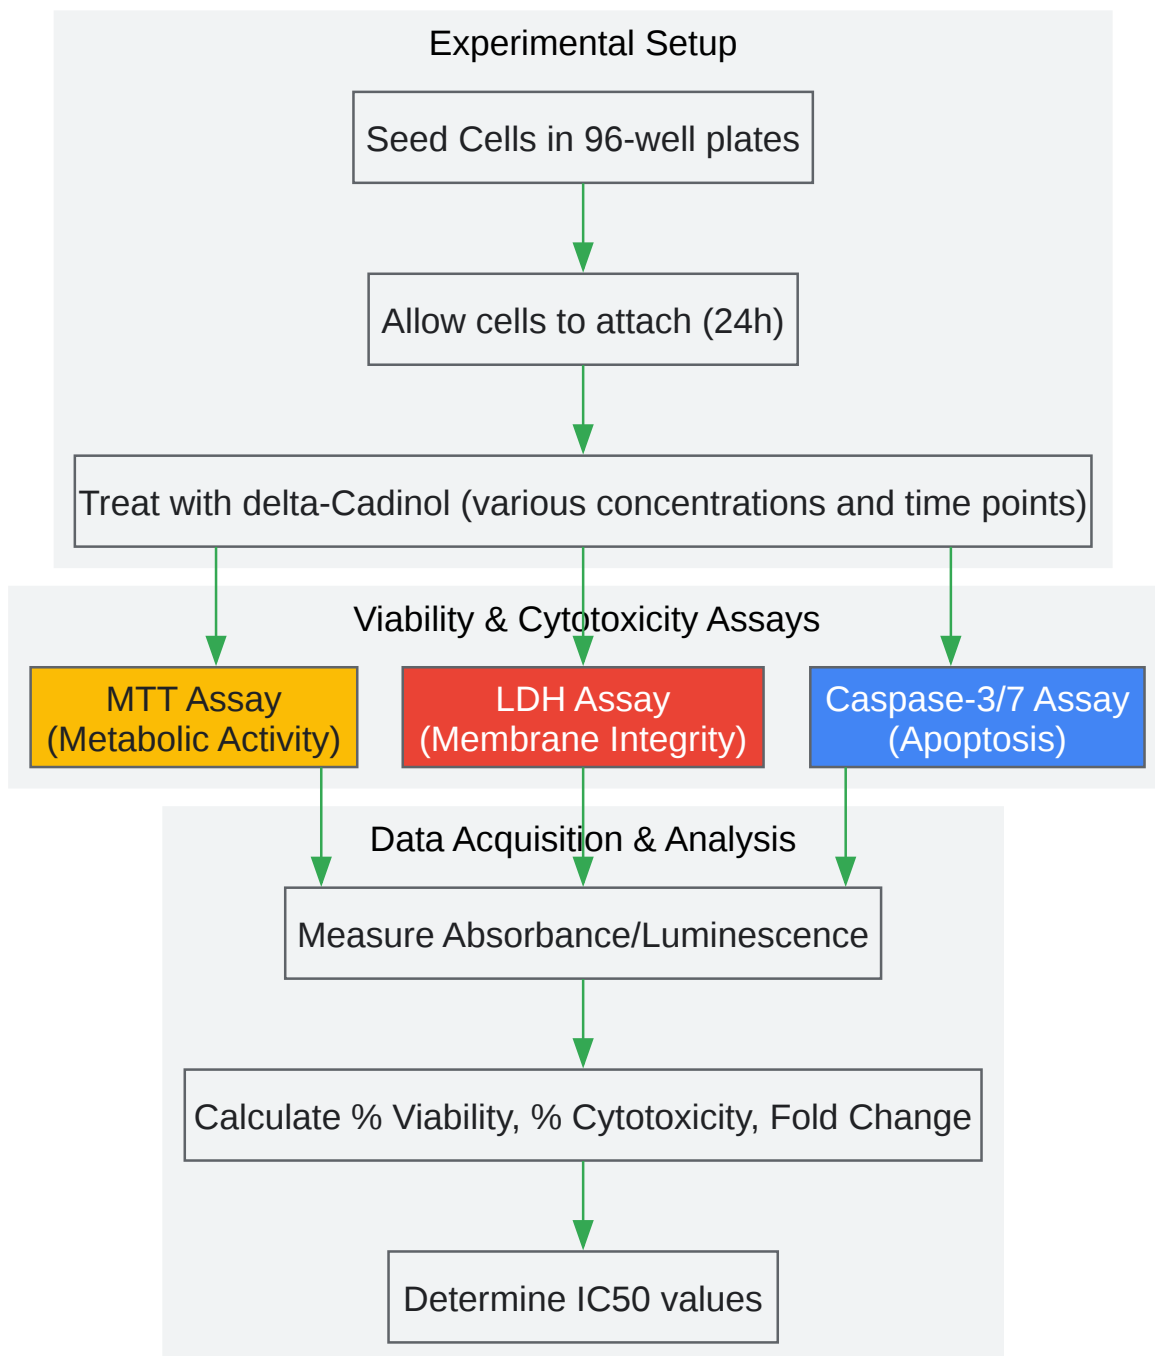 Experimental Setup
Seed Cells in 96-well plates
Allow cells to attach (24h)
Treat with delta-Cadinol (various concentrations and time points)
Viability & Cytotoxicity Assays
MTT Assay
(Metabolic Activity)
LDH Assay
(Membrane Integrity)
Caspase-3/7 Assay
(Apoptosis)
Data Acquisition & Analysis
Measure Absorbance/Luminescence
Calculate % Viability, % Cytotoxicity, Fold Change
Determine IC50 values